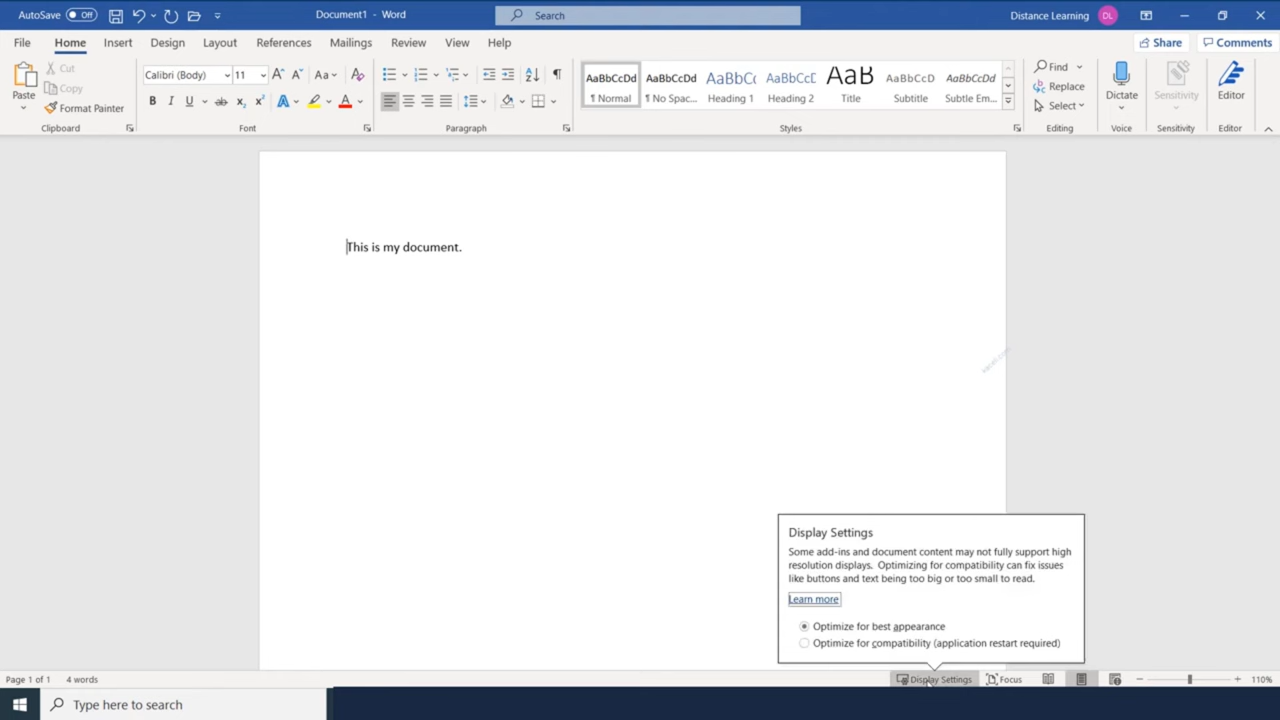 AutoSave Off Document1 - Word Search Distance Learning DL
File Home Insert Design Layout References Mailings Review View Help Share Comments
Paste
Cut
Copy
Format Painter
Clipboard
Calibri (Body) 11 Aa
B I U ab x₂ x² A A
Font
Paragraph
AaBbCcDd AaBbCcDd AaBbCc AaBbCcC AaB AaBbCcD AaBbCcDd
¶ Normal ¶ No Spac... Heading 1 Heading 2 Title Subtitle Subtle Em...
Styles
Find
Replace
Select
Editing
Dictate
Voice
Sensitivity
Sensitivity
Editor
Editor
This is my document.
Display Settings
Some add-ins and document content may not fully support high
resolution displays. Optimizing for compatibility can fix issues
like buttons and text being too big or too small to read.
Learn more
Optimize for best appearance
Optimize for compatibility (application restart required)
Page 1 of 1 4 words Display Settings Focus 110%
Type here to search